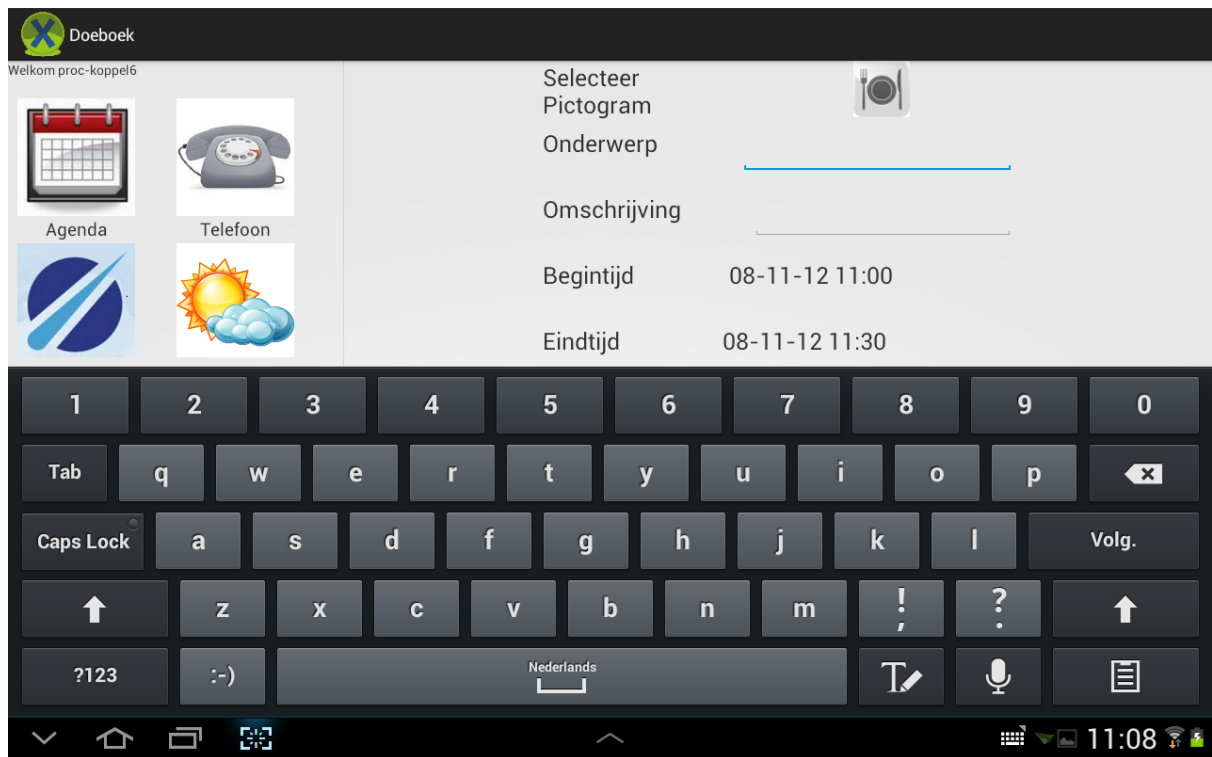 Doeboek
Welkom proc-koppel6
Agenda
Telefoon
Selecteer
Pictogram
Onderwerp
Omschrijving
Begintijd 08-11-12 11:00
Eindtijd 08-11-12 11:30
1 2 3 4 5 6 7 8 9 0
Tab q w e r t y u i o p
Caps Lock a s d f g h j k l Volg.
z x c v b n m ! , ? .
?123 :-) Nederlands T
11:08